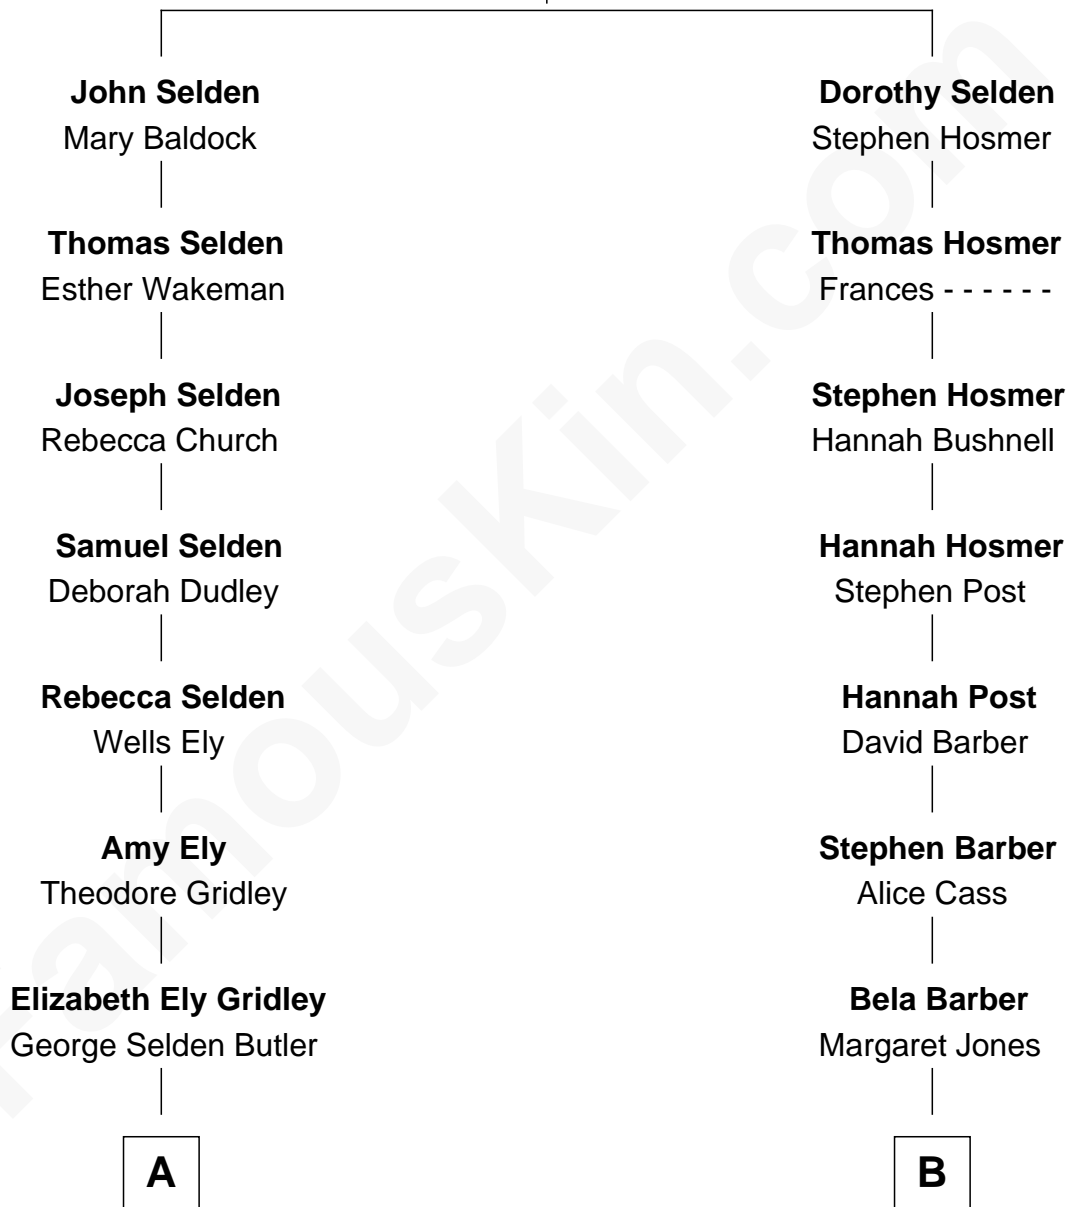 John Selden
Mary Baldock
Thomas Selden
Esther Wakeman
Joseph Selden
Rebecca Church
Samuel Selden
Deborah Dudley
Rebecca Selden
Wells Ely
Amy Ely
Theodore Gridley
Elizabeth Ely Gridley
George Selden Butler
A
Dorothy Selden
Stephen Hosmer
Thomas Hosmer
Frances - - - - - -
Stephen Hosmer
Hannah Bushnell
Hannah Hosmer
Stephen Post
Hannah Post
David Barber
Stephen Barber
Alice Cass
Bela Barber
Margaret Jones
B
FamousKin.com